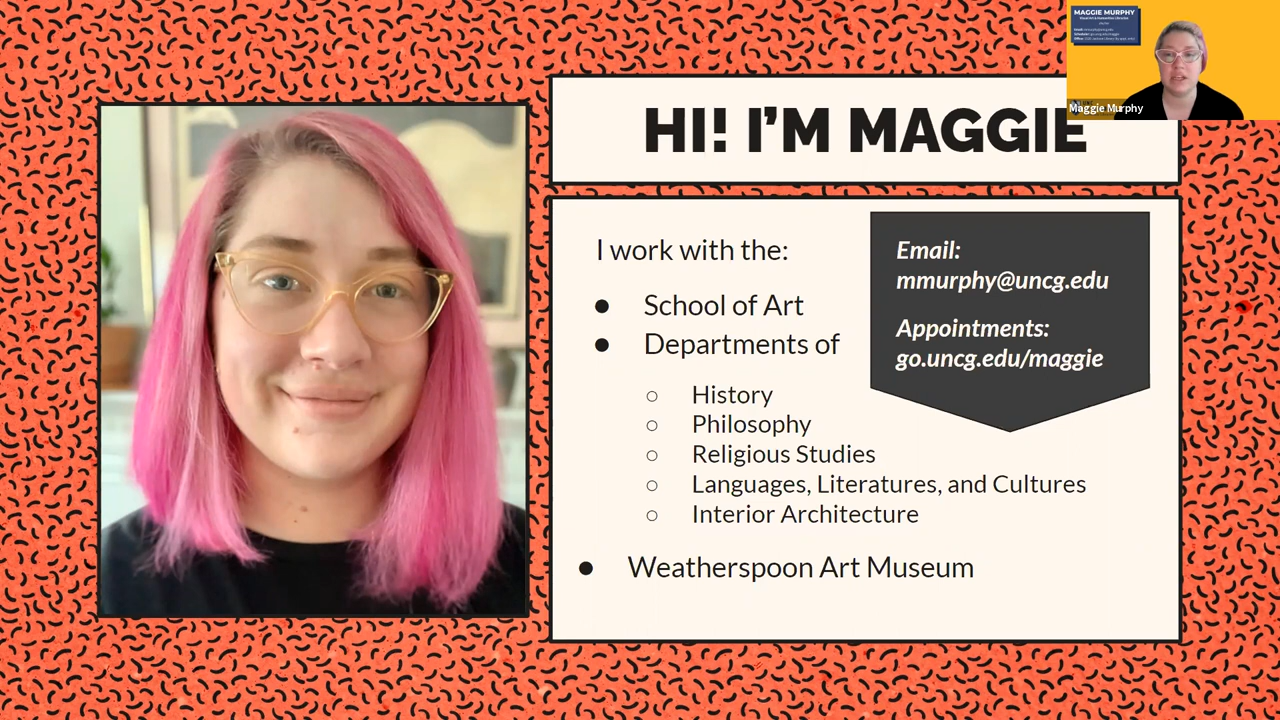 MAGGIE MURPHY
Maggie Murphy
HI! I'M MAGGIE
I work with the:
● School of Art
● Departments of
○ History
○ Philosophy
○ Religious Studies
○ Languages, Literatures, and Cultures
○ Interior Architecture
● Weatherspoon Art Museum
Email:
mmurphy@uncg.edu
Appointments:
go.uncg.edu/maggie